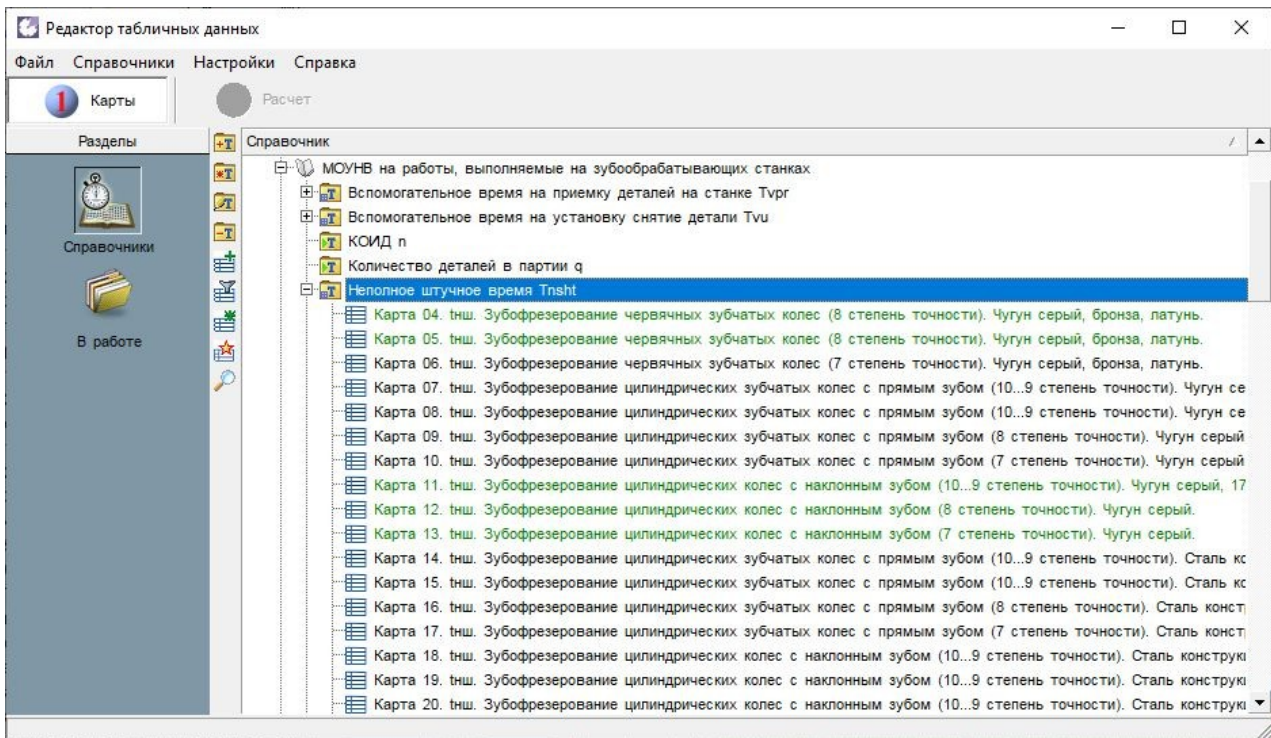 Редактор табличных данных
Файл Справочники Настройки Справка
1 Карты Расчет
Разделы
Справочники
В работе
Справочник
МОУНВ на работы, выполняемые на зубообрабатывающих станках
Вспомогательное время на приемку деталей на станке Tvpr
Вспомогательное время на установку снятие детали Tvu
КОИД n
Количество деталей в партии q
Неполное штучное время Tnsht
Карта 04. tнш. Зубофрезерование червячных зубчатых колес (8 степень точности). Чугун серый, бронза, латунь.
Карта 05. tнш. Зубофрезерование червячных зубчатых колес (8 степень точности). Чугун серый, бронза, латунь.
Карта 06. tнш. Зубофрезерование червячных зубчатых колес (7 степень точности). Чугун серый, бронза, латунь.
Карта 07. tнш. Зубофрезерование цилиндрических зубчатых колес с прямым зубом (10...9 степень точности). Чугун се
Карта 08. tнш. Зубофрезерование цилиндрических зубчатых колес с прямым зубом (10...9 степень точности). Чугун се
Карта 09. tнш. Зубофрезерование цилиндрических зубчатых колес с прямым зубом (8 степень точности). Чугун серый
Карта 10. tнш. Зубофрезерование цилиндрических зубчатых колес с прямым зубом (7 степень точности). Чугун серый
Карта 11. tнш. Зубофрезерование цилиндрических колес с наклонным зубом (10...9 степень точности). Чугун серый, 17
Карта 12. tнш. Зубофрезерование цилиндрических колес с наклонным зубом (8 степень точности). Чугун серый.
Карта 13. tнш. Зубофрезерование цилиндрических колес с наклонным зубом (7 степень точности). Чугун серый.
Карта 14. tнш. Зубофрезерование цилиндрических зубчатых колес с прямым зубом (10...9 степень точности). Сталь кс
Карта 15. tнш. Зубофрезерование цилиндрических зубчатых колес с прямым зубом (10...9 степень точности). Сталь кс
Карта 16. tнш. Зубофрезерование цилиндрических зубчатых колес с прямым зубом (8 степень точности). Сталь конст
Карта 17. tнш. Зубофрезерование цилиндрических зубчатых колес с прямым зубом (7 степень точности). Сталь конст
Карта 18. tнш. Зубофрезерование цилиндрических колес с наклонным зубом (10...9 степень точности). Сталь конструк
Карта 19. tнш. Зубофрезерование цилиндрических колес с наклонным зубом (10...9 степень точности). Сталь конструк
Карта 20. tнш. Зубофрезерование цилиндрических колес с наклонным зубом (10...9 степень точности). Сталь конструк